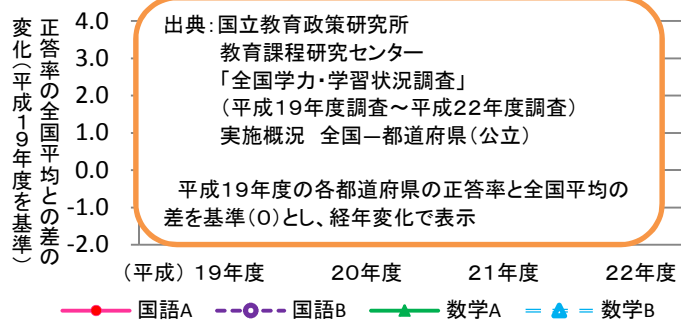 正答率の全国平均との差の
変化（平成１９年度を基準）
4.0
3.0
2.0
1.0
0.0
-1.0
-2.0
出典：国立教育政策研究所
教育課程研究センター
「全国学力・学習状況調査」
（平成１９年度調査～平成２２年度調査）
実施概況　全国―都道府県（公立）
平成１９年度の各都道府県の正答率と全国平均の
差を基準（０）とし、経年変化で表示
（平成） 19年度 20年度 21年度 22年度
国語A 国語B 数学A 数学B